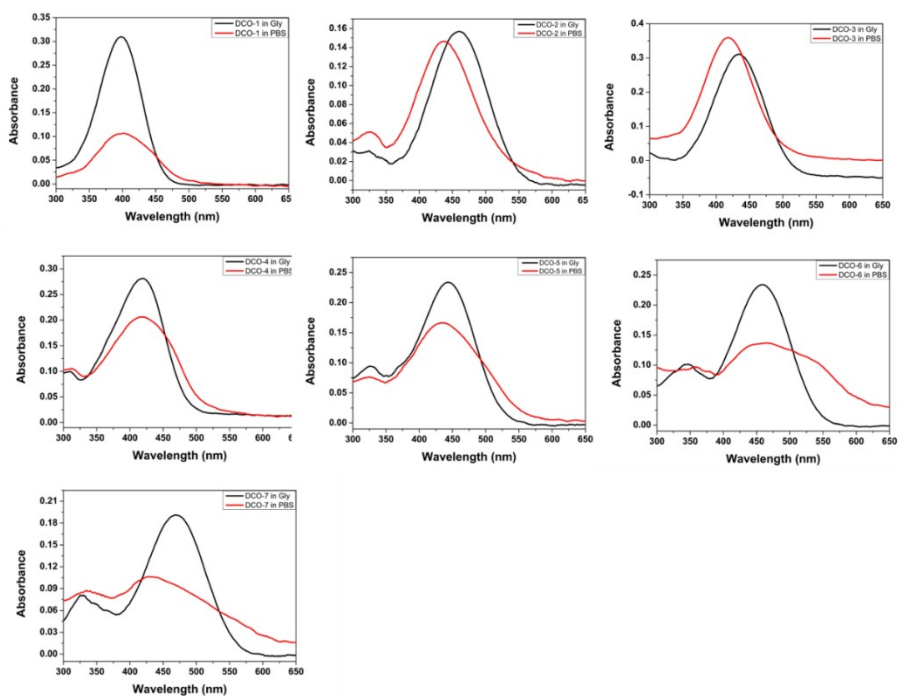 DCO-1 in Gly
DCO-1 in PBS
0.35
0.30
0.25
0.20
0.15
0.10
0.05
0.00
Absorbance
300 350 400 450 500 550 600 65
Wavelength (nm)
DCO-2 in Gly
DCO-2 in PBS
0.16
0.14
0.12
0.10
0.08
0.06
0.04
0.02
0.00
Absorbance
300 350 400 450 500 550 600 650
Wavelength (nm)
DCO-3 in Gly
DCO-3 in PBS
0.4
0.3
0.2
0.1
0.0
-0.1
Absorbance
300 350 400 450 500 550 600 650
Wavelength (nm)
DCO-4 in Gly
DCO-4 in PBS
0.30
0.25
0.20
0.15
0.10
0.05
0.00
Absorbance
300 350 400 450 500 550 600
Wavelength (nm)
DCO-5 in Gly
DCO-5 in PBS
0.25
0.20
0.15
0.10
0.05
0.00
Absorbance
300 350 400 450 500 550 600 650
Wavelength (nm)
DCO-6 in Gly
DCO-6 in PBS
0.25
0.20
0.15
0.10
0.05
0.00
Absorbance
300 350 400 450 500 550 600 650
Wavelength (nm)
DCO-7 in Gly
DCO-7 in PBS
0.21
0.18
0.15
0.12
0.09
0.06
0.03
0.00
Absorbance
300 350 400 450 500 550 600 650
Wavelength (nm)